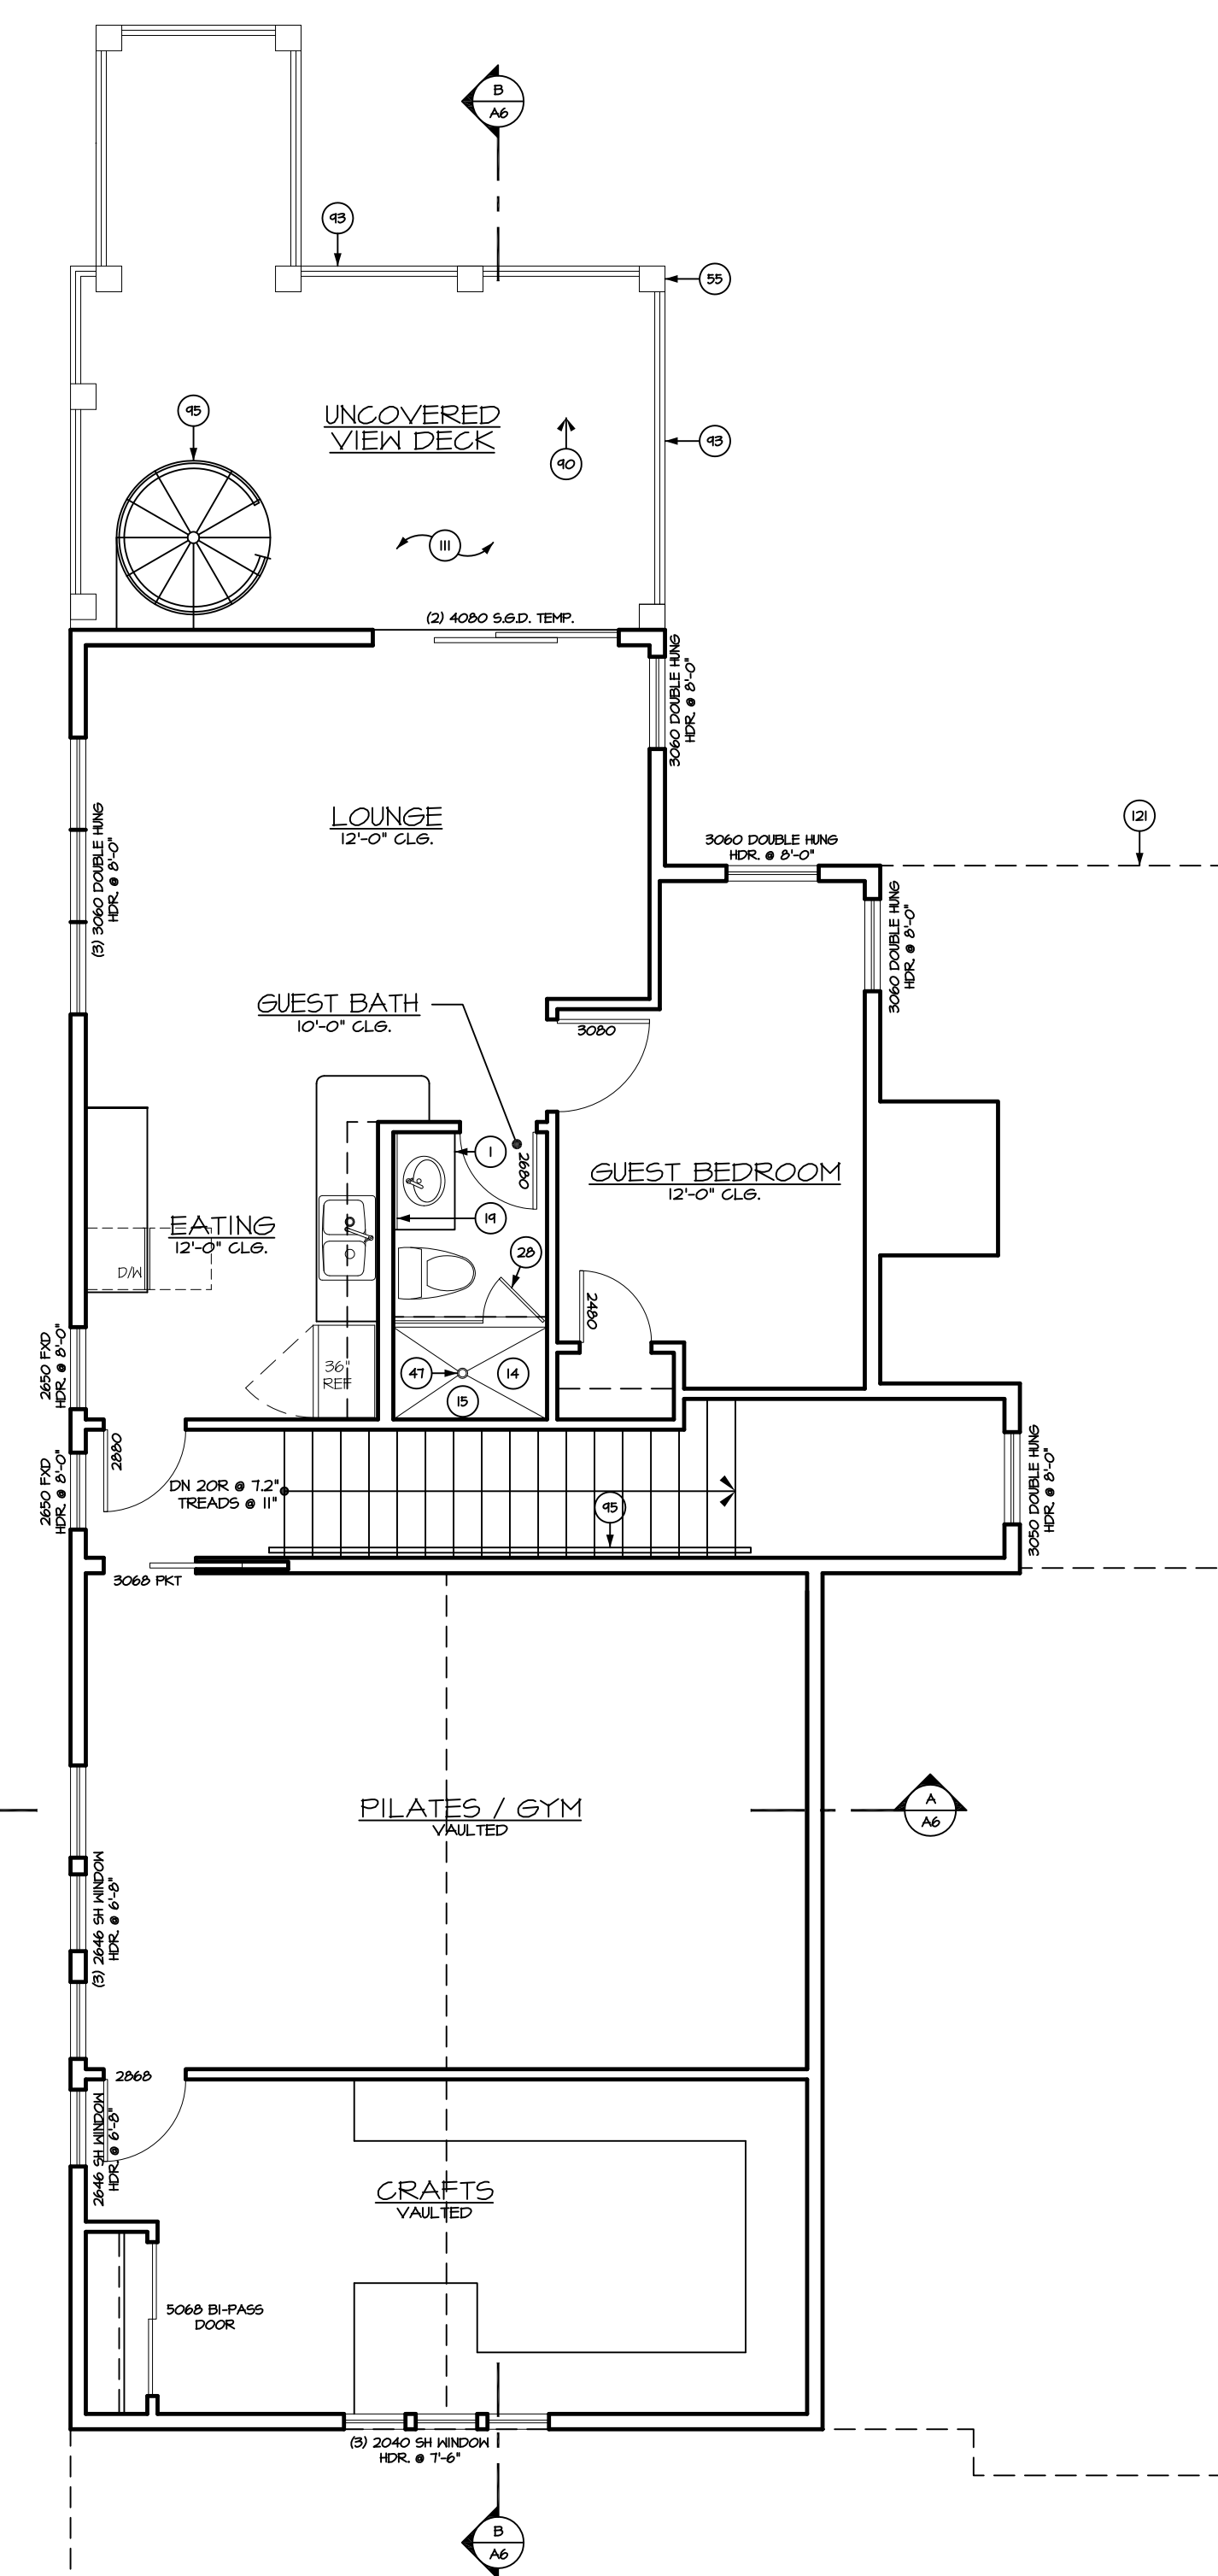 B
A6
93
55
95
UNCOVERED
VIEW DECK
93
90
111
(2) 4080 S.G.D. TEMP.
3060 DOUBLE HUNG
HDR. @ 8'-0"
LOUNGE
12'-0" CLG.
(3) 3060 DOUBLE HUNG
HDR. @ 8'-0"
3060 DOUBLE HUNG
HDR. @ 8'-0"
121
3060 DOUBLE HUNG
HDR. @ 8'-0"
GUEST BATH
10'-0" CLG.
3080
1
2680
GUEST BEDROOM
12'-0" CLG.
19
EATING
12'-0" CLG.
28
D/W
2480
2650 FXD
HDR. @ 8'-0"
36"
REF
47
14
15
2880
2650 FXD
HDR. @ 8'-0"
DN 20R @ 7.2"
TREADS @ 11"
95
3050 DOUBLE HUNG
HDR. @ 8'-0"
3068 PKT
PILATES / GYM
VAULTED
A
A6
(3) 2646 SH WINDOW
HDR. @ 6'-8"
2868
2646 SH WINDOW
HDR. @ 6'-8"
CRAFTS
VAULTED
5068 BI-PASS
DOOR
(3) 2040 SH WINDOW
HDR. @ 7'-6"
B
A6